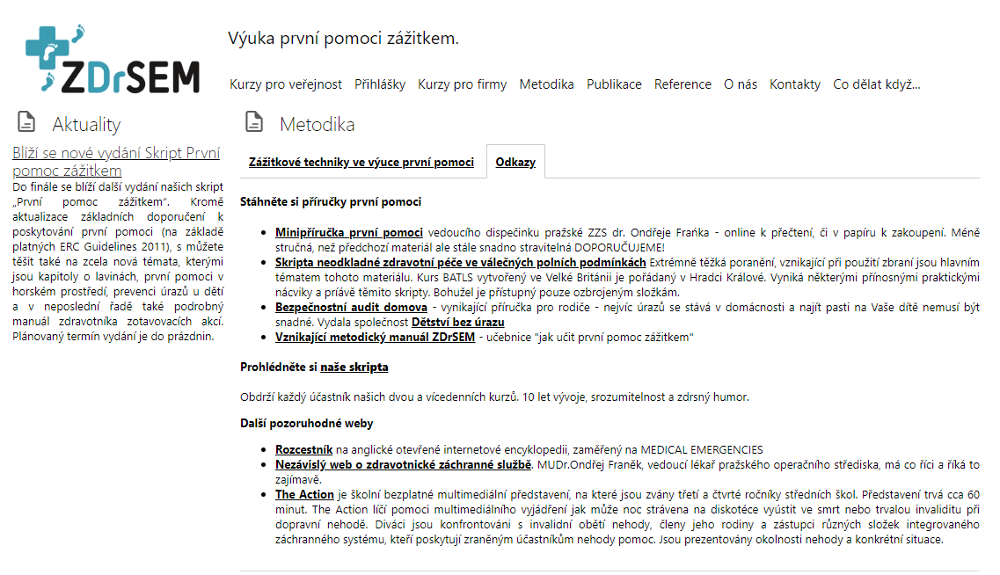 ZDrSEM
Výuka první pomoci zážitkem.
Kurzy pro veřejnost Přihlášky Kurzy pro firmy Metodika Publikace Reference O nás Kontakty Co dělat když...
Aktuality
Blíží se nové vydání Skript První
pomoc zážitkem
Do finále se blíží další vydání našich skript
„První pomoc zážitkem“. Kromě
aktualizace základních doporučení k
poskytování první pomoci (na základě
platných ERC Guidelines 2011), s můžete
těšit také na zcela nová témata, kterými
jsou kapitoly o lavinách, první pomoci v
horském prostředí, prevenci úrazů u dětí
a v neposlední řadě také podrobný
manuál zdravotníka zotavovacích akcí.
Plánovaný termín vydání je do prázdnin.
Metodika
Zážitkové techniky ve výuce první pomoci Odkazy
Stáhněte si příručky první pomoci
Minipříručka první pomoci vedoucího dispečinku pražské ZZS dr. Ondřeje Fraňka - online k přečtení, či v papíru k zakoupení. Méně
stručná, než předchozí materiál ale stále snadno stravitelná DOPORUČUJEME!
Skripta neodkladné zdravotní péče ve válečných polních podmínkách Extrémně těžká poranění, vznikající při použití zbraní jsou hlavním
tématem tohoto materiálu. Kurs BATLS vytvořený ve Velké Británii je pořádaný v Hradci Králové. Vyniká některými přínosnými praktickými
nácviky a právě těmito skripty. Bohužel je přístupný pouze ozbrojeným složkám.
Bezpečnostní audit domova - vynikající příručka pro rodiče - nejvíc úrazů se stává v domácnosti a najít pasti na Vaše dítě nemusí být
snadné. Vydala společnost Dětství bez úrazu
Vznikající metodický manuál ZDrSEM - učebnice "jak učit první pomoc zážitkem"
Prohlédněte si naše skripta
Obdrží každý účastník našich dvou a vícedenních kurzů. 10 let vývoje, srozumitelnost a zdrsný humor.
Další pozoruhodné weby
Rozcestník na anglické otevřené internetové encyklopedii, zaměřený na MEDICAL EMERGENCIES
Nezávislý web o zdravotnické záchranné službě. MUDr.Ondřej Franěk, vedoucí lékař pražského operačního střediska, má co říci a říká to
zajímavě.
The Action je školní bezplatné multimediální představení, na které jsou zvány třetí a čtvrté ročníky středních škol. Představení trvá cca 60
minut. The Action líčí pomoci multimediálního vyjádření jak může noc strávena na diskotéce vyústit ve smrt nebo trvalou invaliditu při
dopravní nehodě. Diváci jsou konfrontováni s invalidní obětí nehody, členy jeho rodiny a zástupci různých složek integrovaného
záchranného systému, kteří poskytují zraněným účastníkům nehody pomoc. Jsou prezentovány okolnosti nehody a konkrétní situace.